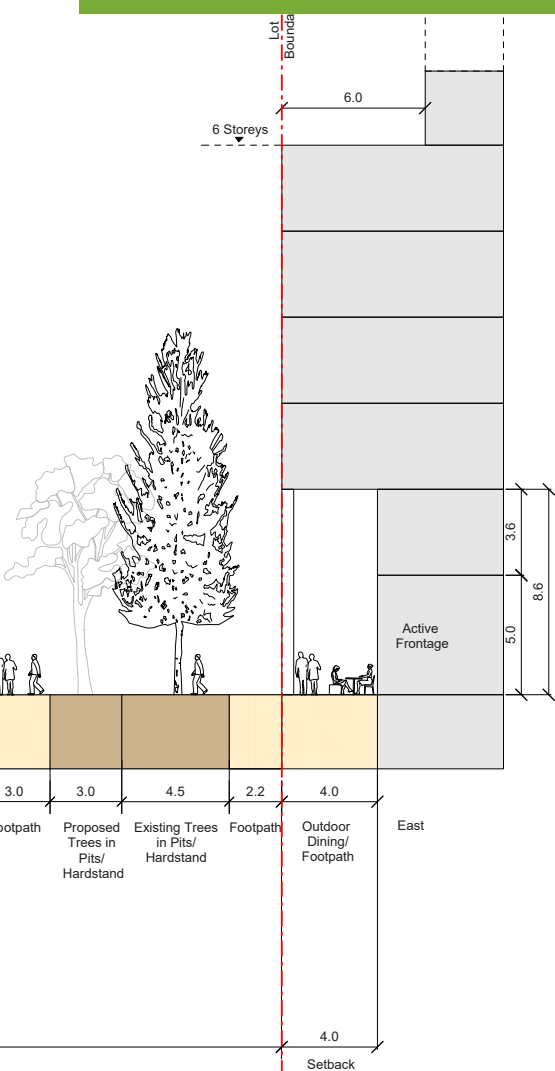 Lot
Bounda
6.0
6 Storeys
3.6
8.6
5.0
Active
Frontage
3.0
3.0
4.5
2.2
4.0
ootpath
Proposed
Trees in
Pits/
Hardstand
Existing Trees
in Pits/
Hardstand
Footpath
Outdoor
Dining/
Footpath
East
4.0
Setback